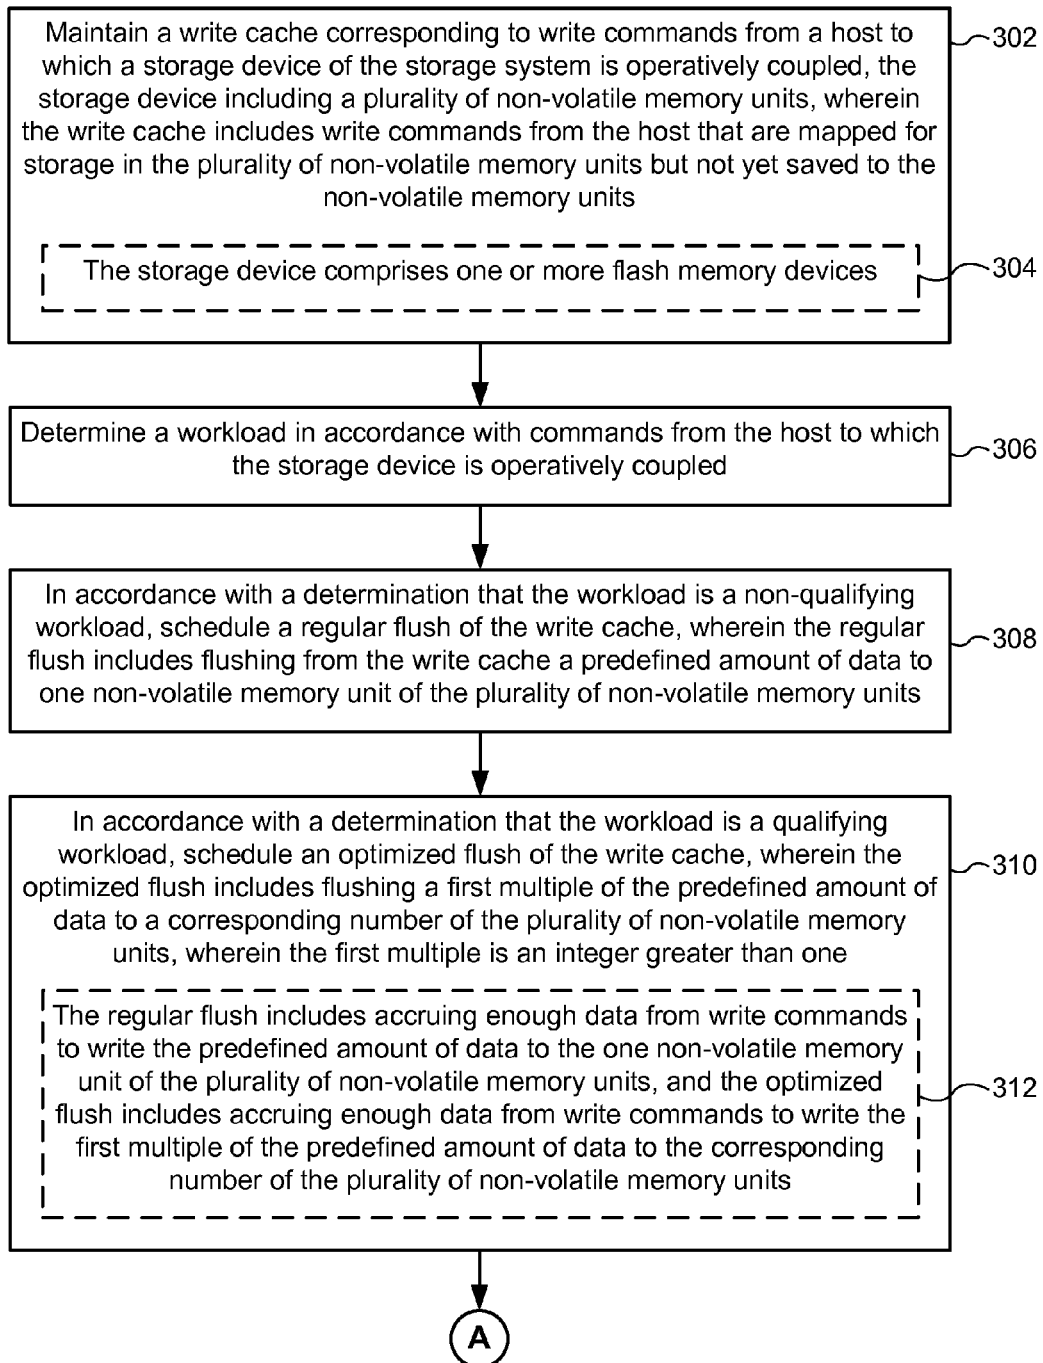 Maintain a write cache corresponding to write commands from a host to
which a storage device of the storage system is operatively coupled, the
storage device including a plurality of non-volatile memory units, wherein
the write cache includes write commands from the host that are mapped for
storage in the plurality of non-volatile memory units but not yet saved to the
non-volatile memory units
302
The storage device comprises one or more flash memory devices
304
Determine a workload in accordance with commands from the host to which
the storage device is operatively coupled
306
In accordance with a determination that the workload is a non-qualifying
workload, schedule a regular flush of the write cache, wherein the regular
flush includes flushing from the write cache a predefined amount of data to
one non-volatile memory unit of the plurality of non-volatile memory units
308
In accordance with a determination that the workload is a qualifying
workload, schedule an optimized flush of the write cache, wherein the
optimized flush includes flushing a first multiple of the predefined amount of
data to a corresponding number of the plurality of non-volatile memory
units, wherein the first multiple is an integer greater than one
310
The regular flush includes accruing enough data from write commands
to write the predefined amount of data to the one non-volatile memory
unit of the plurality of non-volatile memory units, and the optimized
flush includes accruing enough data from write commands to write the
first multiple of the predefined amount of data to the corresponding
number of the plurality of non-volatile memory units
312
A